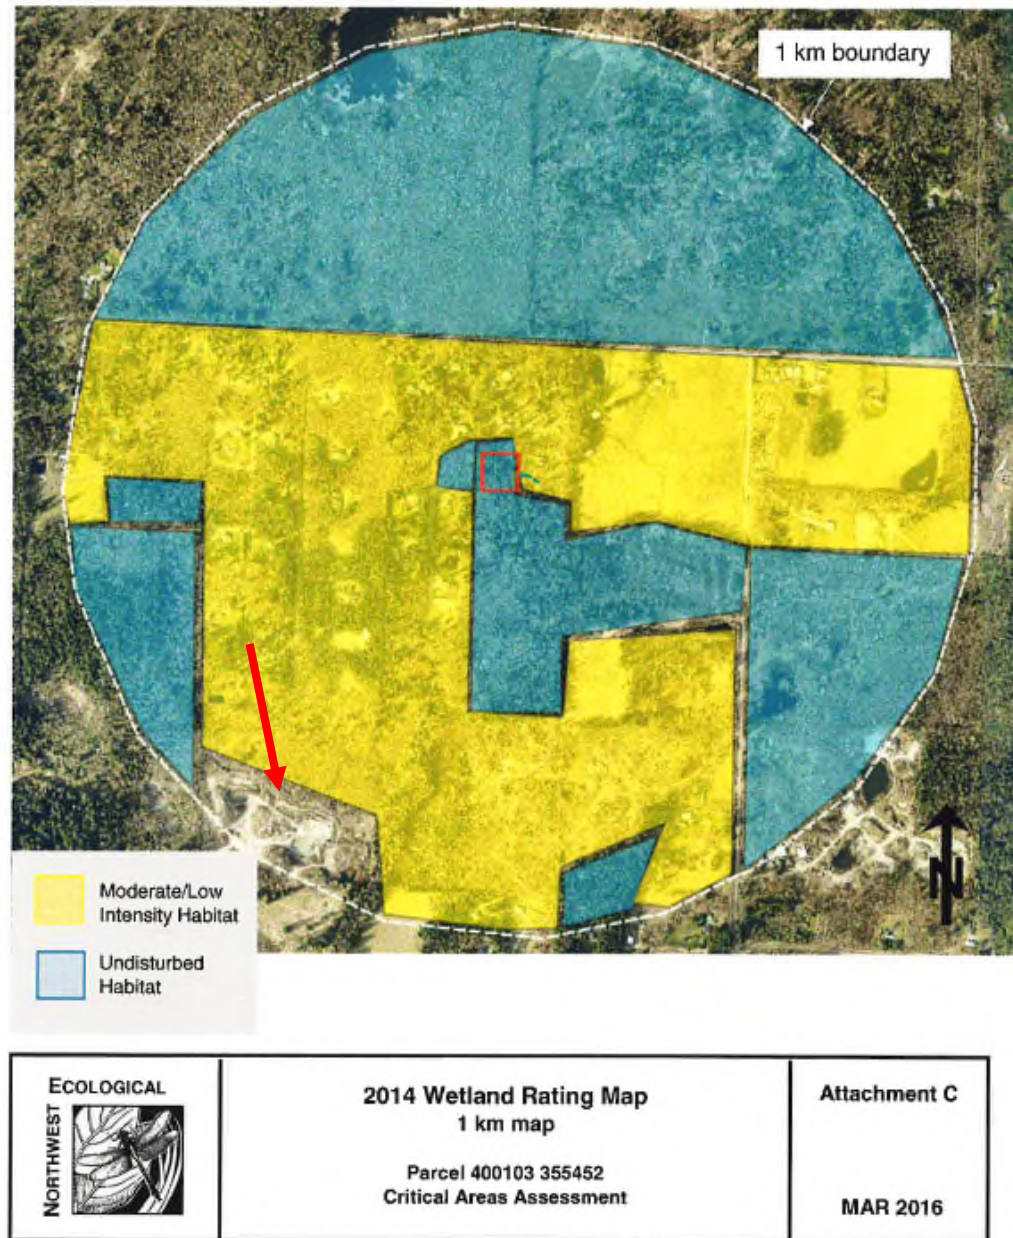 1 km boundary
N
Moderate/Low
Intensity Habitat
Undisturbed
Habitat
ECOLOGICAL
NORTHWEST
2014 Wetland Rating Map
1 km map
Parcel 400103 355452
Critical Areas Assessment
Attachment C
MAR 2016